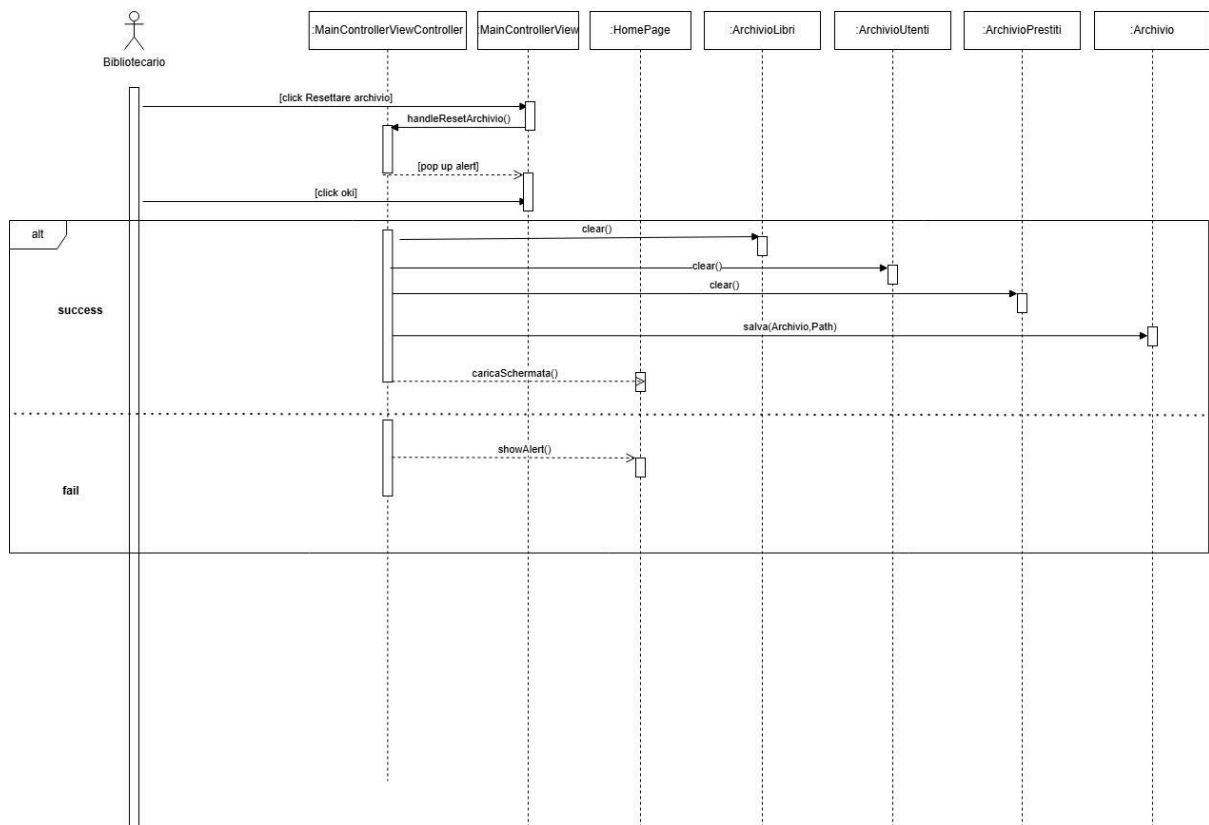 :MainControllerViewController
:MainControllerView
:HomePage
:ArchivioLibri
:ArchivioUtenti
:ArchivioPrestiti
:Archivio
Bibliotecario
[click Resettare archivio]
handleResetArchivio()
[pop up alert]
[click oki]
alt
clear()
clear()
clear()
success
salva(Archivio,Path)
caricaSchermata()
showAlert()
fail